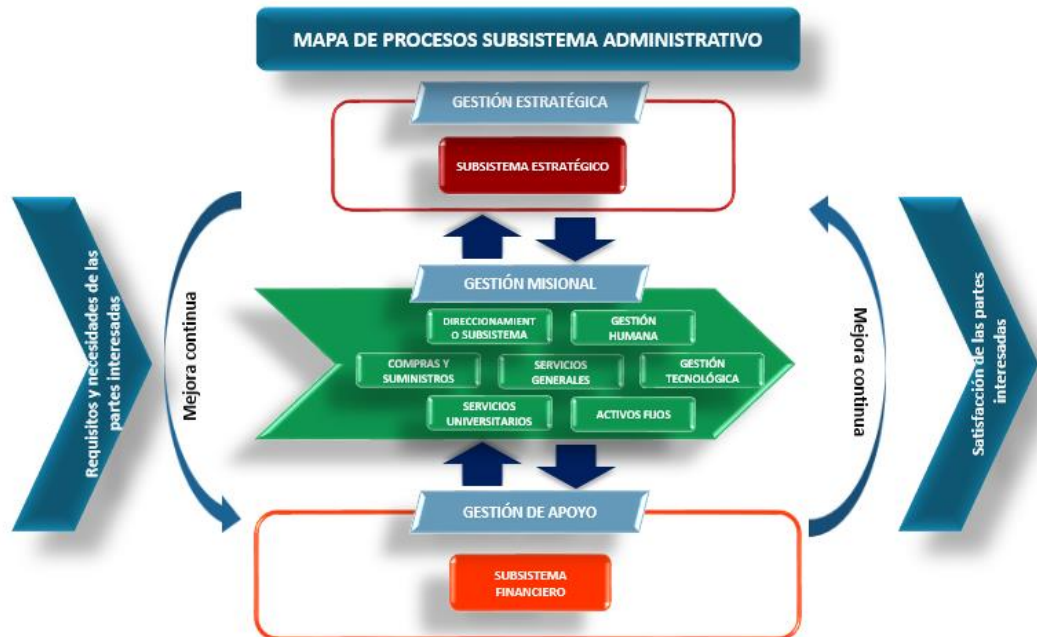 MAPA DE PROCESOS SUBSISTEMA ADMINISTRATIVO
GESTIÓN ESTRATÉGICA
SUBSISTEMA ESTRATÉGICO
Requisitos y necesidades de las
partes interesadas
Mejora continua
GESTIÓN MISIONAL
DIRECCIONAMIENT
O SUBSISTEMA
GESTIÓN
HUMANA
COMPRAS Y
SUMINISTROS
SERVICIOS
GENERALES
GESTIÓN
TECNOLÓGICA
SERVICIOS
UNIVERSITARIOS
ACTIVOS FIJOS
Mejora continua
Satisfacción de las partes
interesadas
GESTIÓN DE APOYO
SUBSISTEMA
FINANCIERO